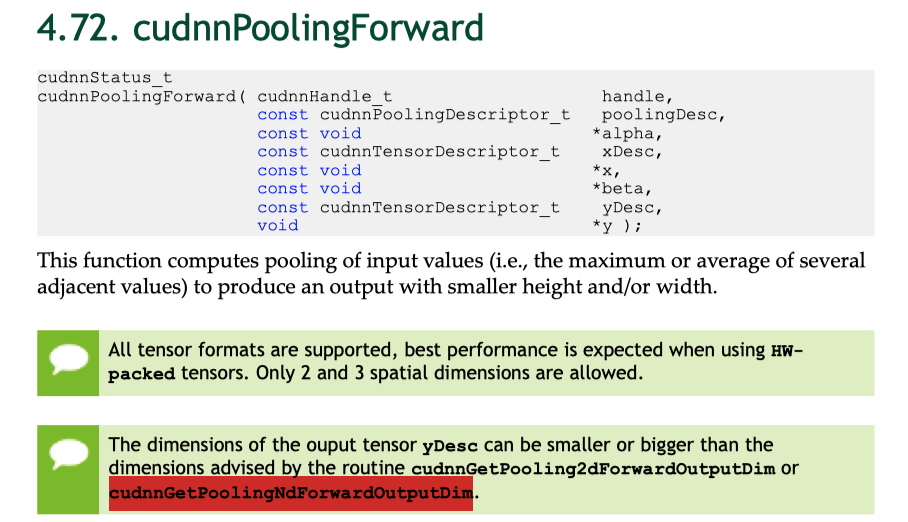 4.72. cudnnPoolingForward
cudnnStatus_t
cudnnPoolingForward( cudnnHandle_t handle,
const cudnnPoolingDescriptor_t poolingDesc,
const void *alpha,
const cudnnTensorDescriptor_t xDesc,
const void *x,
const void *beta,
const cudnnTensorDescriptor_t yDesc,
void *y );
This function computes pooling of input values (i.e., the maximum or average of several
adjacent values) to produce an output with smaller height and/or width.
All tensor formats are supported, best performance is expected when using HW-
packed tensors. Only 2 and 3 spatial dimensions are allowed.
The dimensions of the ouput tensor yDesc can be smaller or bigger than the
dimensions advised by the routine cudnnGetPooling2dForwardOutputDim or
cudnnGetPoolingNdForwardOutputDim.